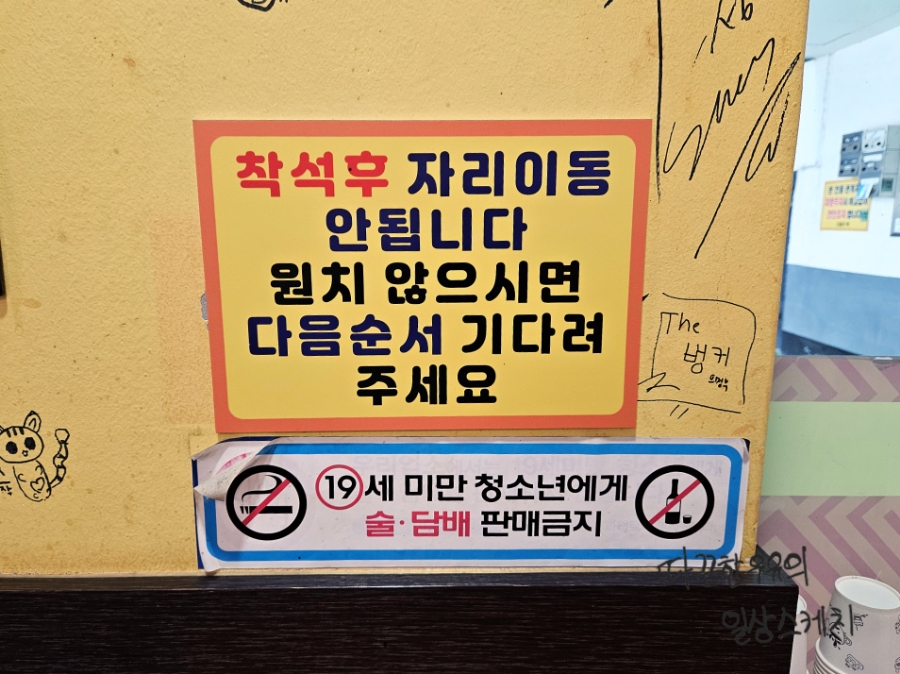 착석후 자리이동
안됩니다
원치 않으시면
다음순서 기다려
주세요
The
벙커
19세 미만 청소년에게
술·담배 판매금지
일상스케치